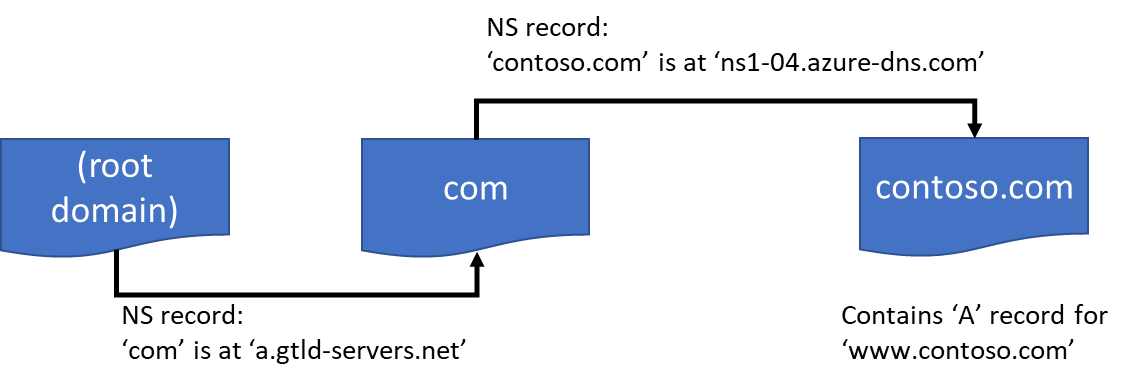 NS record:
‘contoso.com’ is at ‘ns1-04.azure-dns.com’
(root
domain)
com
contoso.com
NS record:
‘com’ is at ‘a.gtld-servers.net’
Contains ‘A’ record for
‘www.contoso.com’